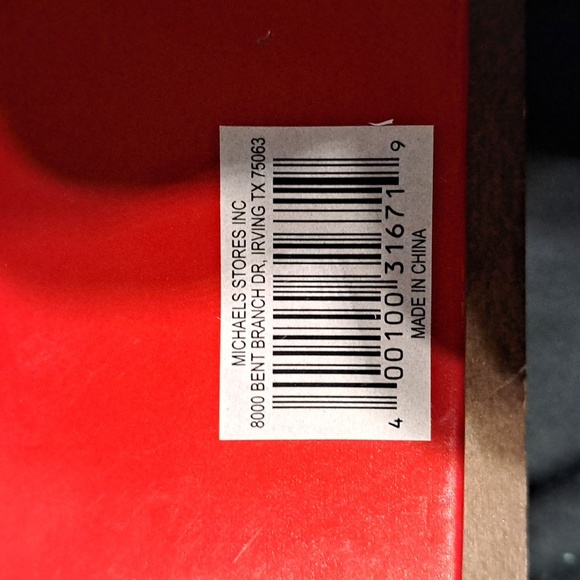 MICHAELS STORES INC
8000 BENT BRANCH DR, IRVING TX 75063
4 00100 31671 9
MADE IN CHINA